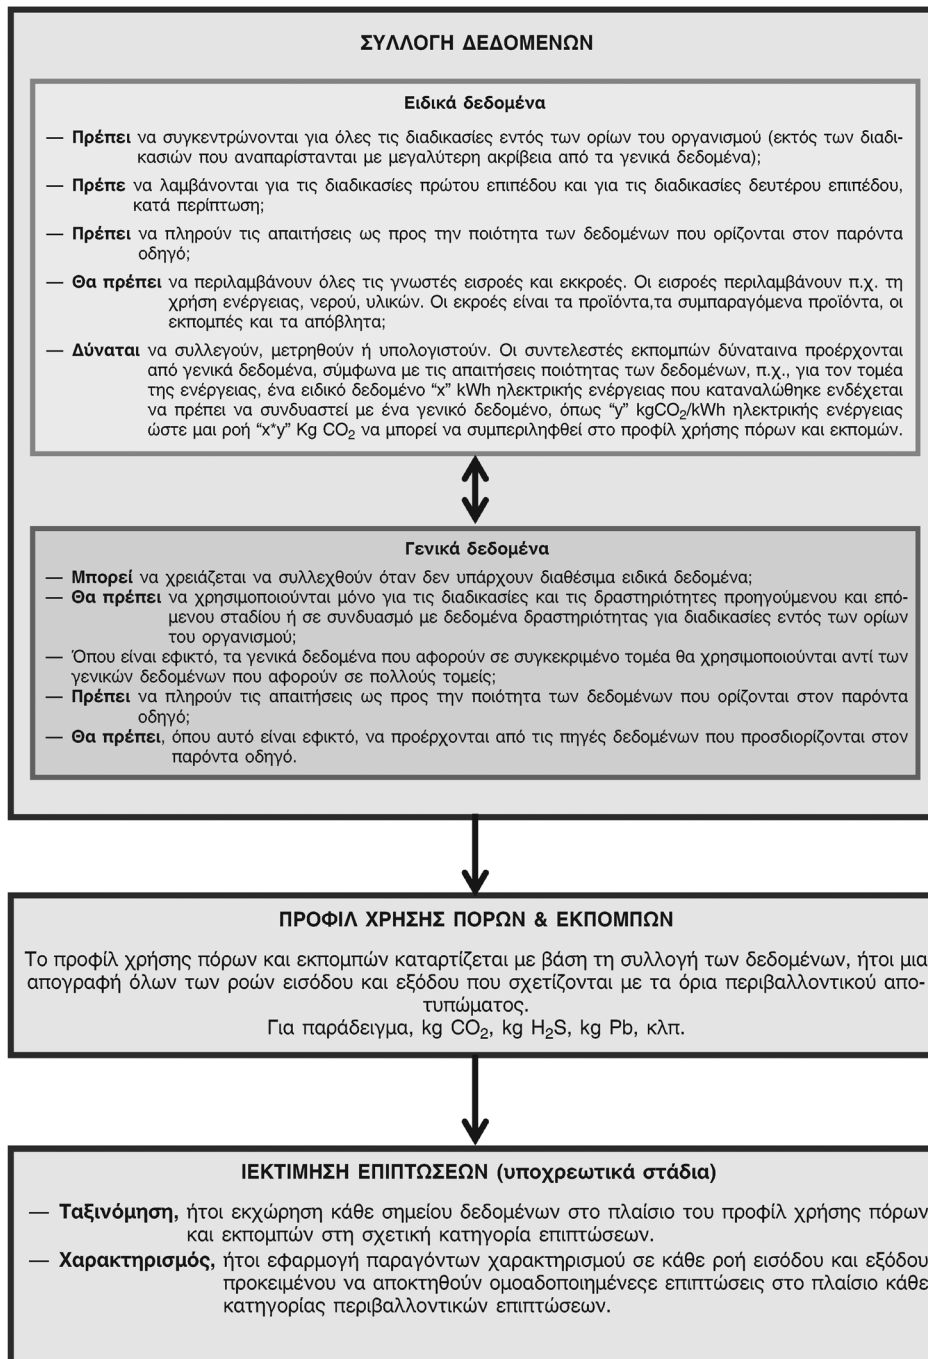 ΣΥΛΛΟΓΗ ΔΕΔΟΜΕΝΩΝ
Ειδικά δεδομένα
— Πρέπει να συγκεντρώνονται για όλες τις διαδικασίες εντός των ορίων του οργανισμού (εκτός των διαδι-
κασιών που αναπαρίστανται με μεγαλύτερη ακρίβεια από τα γενικά δεδομένα);
— Πρέπε να λαμβάνονται για τις διαδικασίες πρώτου επιπέδου και για τις διαδικασίες δευτέρου επιπέδου,
κατά περίπτωση;
— Πρέπει να πληρούν τις απαιτήσεις ως προς την ποιότητα των δεδομένων που ορίζονται στον παρόντα
οδηγό;
— Θα πρέπει να περιλαμβάνουν όλες τις γνωστές εισροές και εκκροές. Οι εισροές περιλαμβάνουν π.χ. τη
χρήση ενέργειας, νερού, υλικών. Οι εκροές είναι τα προϊόντα,τα συμπαραγόμενα προϊόντα, οι
εκπομπές και τα απόβλητα;
— Δύναται να συλλεγούν, μετρηθούν ή υπολογιστούν. Οι συντελεστές εκπομπών δύναταινα προέρχονται
από γενικά δεδομένα, σύμφωνα με τις απαιτήσεις ποιότητας των δεδομένων, π.χ., για τον τομέα
της ενέργειας, ένα ειδικό δεδομένο “x” kWh ηλεκτρικής ενέργειας που καταναλώθηκε ενδέχεται
να πρέπει να συνδυαστεί με ένα γενικό δεδομένο, όπως “y” kgCO₂/kWh ηλεκτρικής ενέργειας
ώστε μαι ροή “x*y” Kg CO₂ να μπορεί να συμπεριληφθεί στο προφίλ χρήσης πόρων και εκπομών.
Γενικά δεδομένα
— Μπορεί να χρειάζεται να συλλεχθούν όταν δεν υπάρχουν διαθέσιμα ειδικά δεδομένα;
— Θα πρέπει να χρησιμοποιούνται μόνο για τις διαδικασίες και τις δραστηριότητες προηγούμενου και επό-
μενου σταδίου ή σε συνδυασμό με δεδομένα δραστηριότητας για διαδικασίες εντός των ορίων
του οργανισμού;
— Όπου είναι εφικτό, τα γενικά δεδομένα που αφορούν σε συγκεκριμένο τομέα θα χρησιμοποιούνται αντί των
γενικών δεδομένων που αφορούν σε πολλούς τομείς;
— Πρέπει να πληρούν τις απαιτήσεις ως προς την ποιότητα των δεδομένων που ορίζονται στον παρόντα
οδηγό;
— Θα πρέπει, όπου αυτό είναι εφικτό, να προέρχονται από τις πηγές δεδομένων που προσδιορίζονται στον
παρόντα οδηγό.
ΠΡΟΦΙΛ ΧΡΗΣΗΣ ΠΟΡΩΝ & ΕΚΠΟΜΠΩΝ
Το προφίλ χρήσης πόρων και εκπομπών καταρτίζεται με βάση τη συλλογή των δεδομένων, ήτοι μια
απογραφή όλων των ροών εισόδου και εξόδου που σχετίζονται με τα όρια περιβαλλοντικού απο-
τυπώματος.
Για παράδειγμα, kg CO₂, kg H₂S, kg Pb, κλπ.
ΙΕΚΤΙΜΗΣΗ ΕΠΙΠΤΩΣΕΩΝ (υποχρεωτικά στάδια)
— Ταξινόμηση, ήτοι εκχώρηση κάθε σημείου δεδομένων στο πλαίσιο του προφίλ χρήσης πόρων
και εκπομπών στη σχετική κατηγορία επιπτώσεων.
— Χαρακτηρισμός, ήτοι εφαρμογή παραγόντων χαρακτηρισμού σε κάθε ροή εισόδου και εξόδου
προκειμένου να αποκτηθούν ομοαδοποιημένεςε επιπτώσεις στο πλαίσιο κάθε
κατηγορίας περιβαλλοντικών επιπτώσεων.